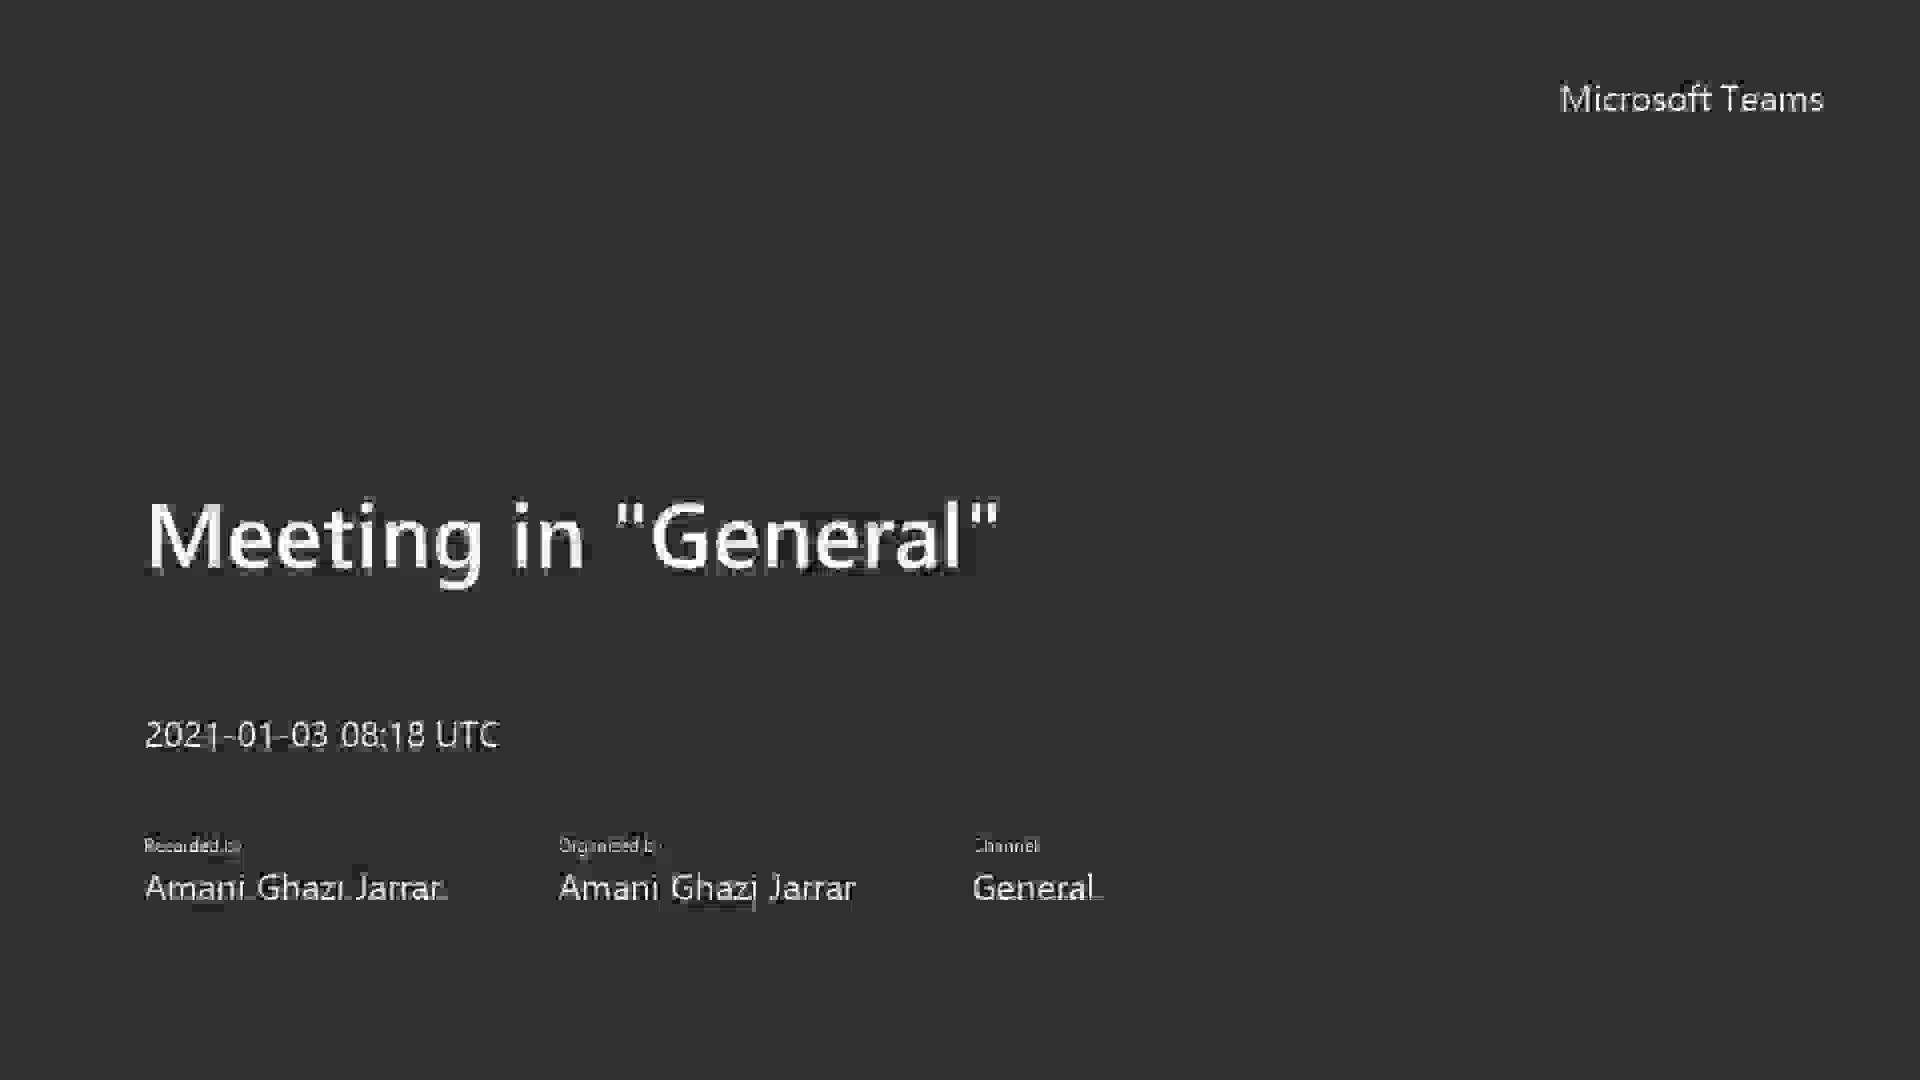 Microsoft Teams
Meeting in "General"
2021-01-03 08:18 UTC
Recorded by Organized by Channel
Amani Ghazi Jarrar Amani Ghazi Jarrar General